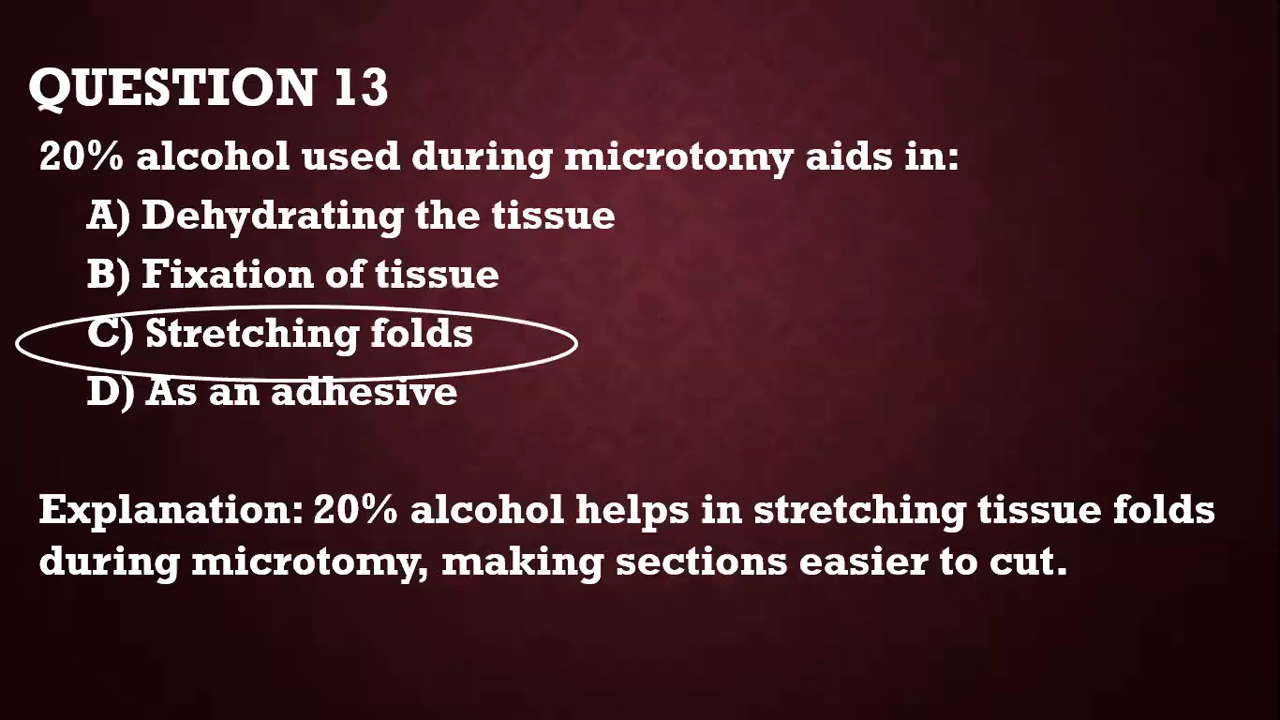 QUESTION 13
20% alcohol used during microtomy aids in:
A) Dehydrating the tissue
B) Fixation of tissue
C) Stretching folds
D) As an adhesive
Explanation: 20% alcohol helps in stretching tissue folds
during microtomy, making sections easier to cut.